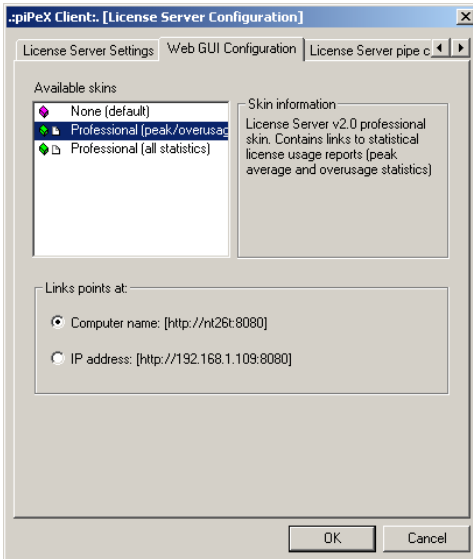 .:piPeX Client:. [License Server Configuration]
License Server Settings Web GUI Configuration License Server pipe c
Available skins
None (default)
Professional (peak/overusag
Professional (all statistics)
Skin information
License Server v2.0 professional
skin. Contains links to statistical
license usage reports (peak
average and overusage statistics)
Links points at:
Computer name: [http://nt26t:8080]
IP address: [http://192.168.1.109:8080]
OK Cancel